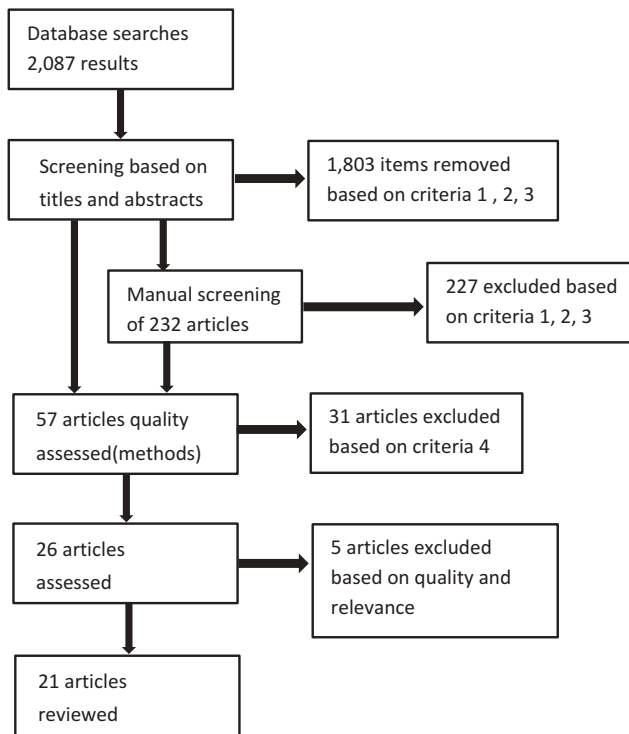 Database searches
2,087 results
Screening based on
titles and abstracts
1,803 items removed
based on criteria 1 , 2, 3
Manual screening
of 232 articles
227 excluded based
on criteria 1, 2, 3
57 articles quality
assessed(methods)
31 articles excluded
based on criteria 4
26 articles
assessed
5 articles excluded
based on quality and
relevance
21 articles
reviewed